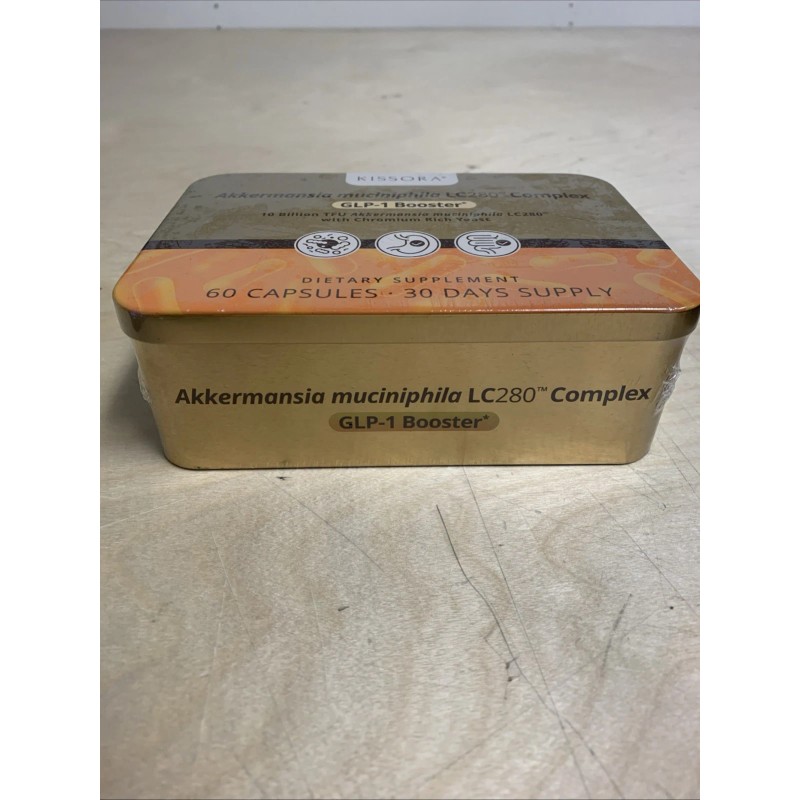 KISSORA®
Akkermansia muciniphila LC280™ Complex
GLP-1 Booster*
10 Billion TFU Akkermansia muciniphila LC280™
with Chromium Rich Yeast
DIETARY SUPPLEMENT
60 CAPSULES · 30 DAYS SUPPLY
Akkermansia muciniphila LC280™ Complex
GLP-1 Booster*